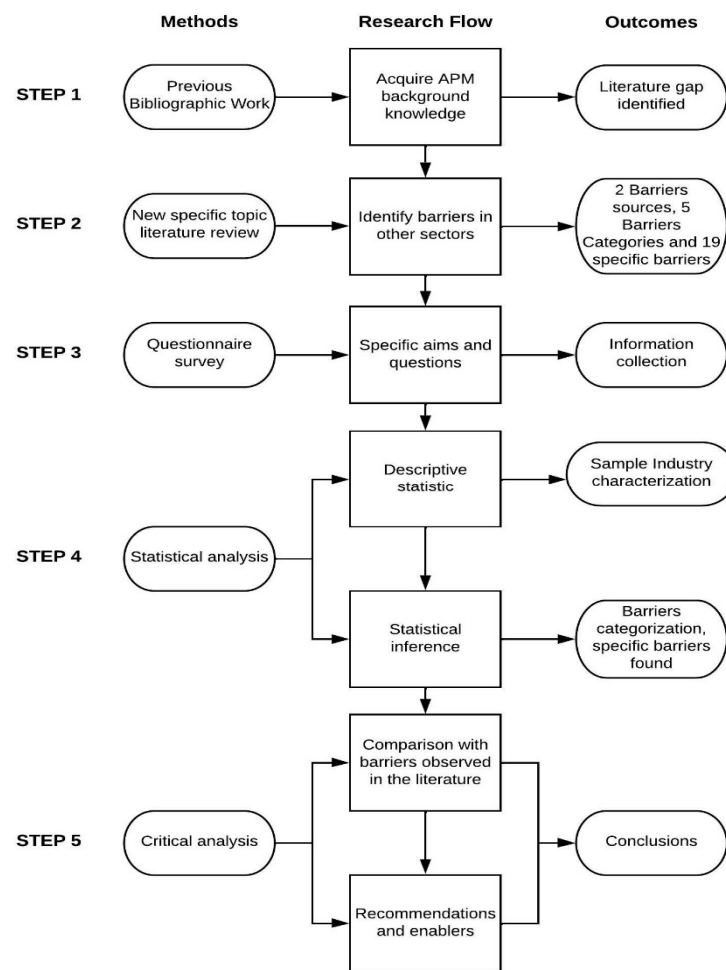 Methods
Research Flow
Outcomes
STEP 1
Previous
Bibliographic Work
Acquire APM
background
knowledge
Literature gap
identified
STEP 2
New specific topic
literature review
Identify barriers in
other sectors
2 Barriers
sources, 5
Barriers
Categories and 19
specific barriers
STEP 3
Questionnaire
survey
Specific aims and
questions
Information
collection
STEP 4
Statistical analysis
Descriptive
statistic
Sample Industry
characterization
Statistical
inference
Barriers
categorization,
specific barriers
found
STEP 5
Critical analysis
Comparison with
barriers observed
in the literature
Conclusions
Recommendations
and enablers